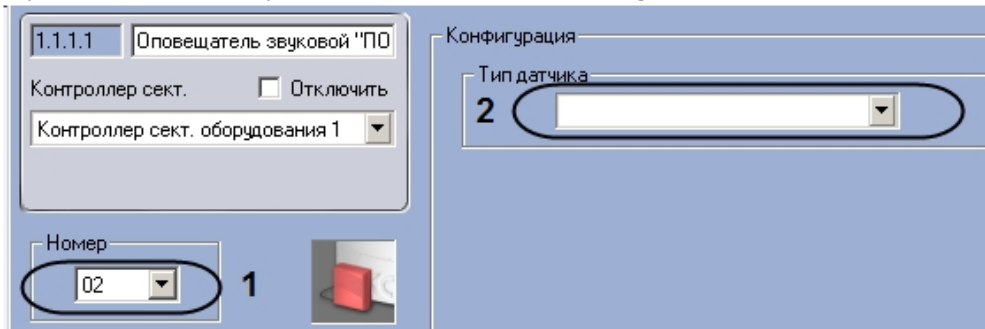 1.1.1.1 Оповещатель звуковой "ПО
Контроллер сект. Отключить
Контроллер сект. оборудования 1
Номер
02 1
Конфигурация
Тип датчика
2